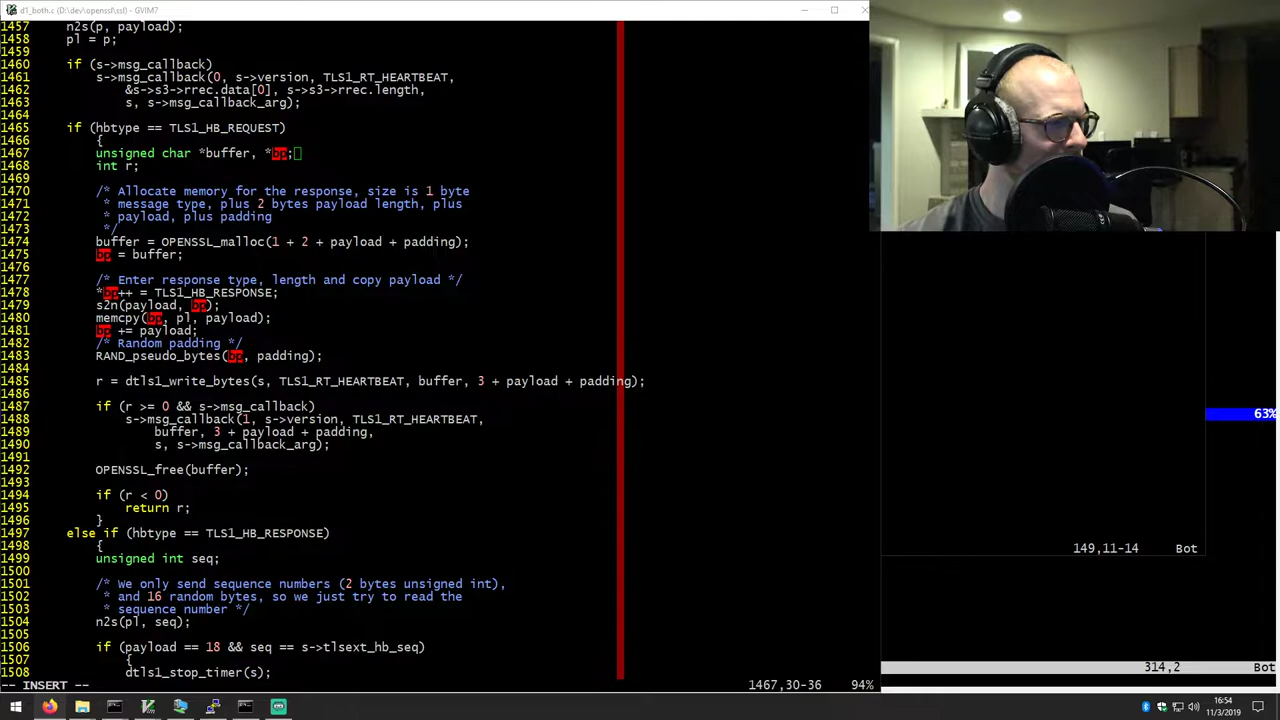 d1_both.c (D:\dev\openssl\ssl) - GVIM7
1457 n2s(p, payload);
1458 pl = p;
1459
1460 if (s->msg_callback)
1461 s->msg_callback(0, s->version, TLS1_RT_HEARTBEAT,
1462 &s->s3->rrec.data[0], s->s3->rrec.length,
1463 s, s->msg_callback_arg);
1464
1465 if (hbtype == TLS1_HB_REQUEST)
1466 {
1467 unsigned char *buffer, *bp;
1468 int r;
1469
1470 /* Allocate memory for the response, size is 1 byte
1471 * message type, plus 2 bytes payload length, plus
1472 * payload, plus padding
1473 */
1474 buffer = OPENSSL_malloc(1 + 2 + payload + padding);
1475 bp = buffer;
1476
1477 /* Enter response type, length and copy payload */
1478 *bp++ = TLS1_HB_RESPONSE;
1479 s2n(payload, bp);
1480 memcpy(bp, pl, payload);
1481 bp += payload;
1482 /* Random padding */
1483 RAND_pseudo_bytes(bp, padding);
1484
1485 r = dtls1_write_bytes(s, TLS1_RT_HEARTBEAT, buffer, 3 + payload + padding);
1486
1487 if (r >= 0 && s->msg_callback)
1488 s->msg_callback(1, s->version, TLS1_RT_HEARTBEAT,
1489 buffer, 3 + payload + padding,
1490 s, s->msg_callback_arg);
1491
1492 OPENSSL_free(buffer);
1493
1494 if (r < 0)
1495 return r;
1496 }
1497 else if (hbtype == TLS1_HB_RESPONSE)
1498 {
1499 unsigned int seq;
1500
1501 /* We only send sequence numbers (2 bytes unsigned int),
1502 * and 16 random bytes, so we just try to read the
1503 * sequence number */
1504 n2s(pl, seq);
1505
1506 if (payload == 18 && seq == s->tlsext_hb_seq)
1507 {
1508 dtls1_stop_timer(s);
-- INSERT -- 1467,30-36 94%
63%
149,11-14 Bot
314,2 Bot
16:54
11/3/2019